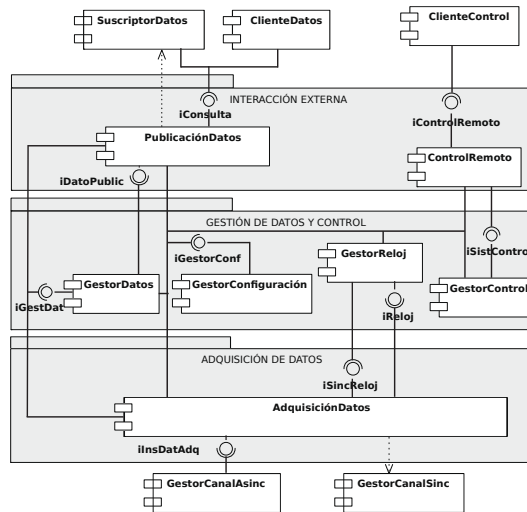 SuscriptorDatos
ClienteDatos
ClienteControl
INTERACCIÓN EXTERNA
iConsulta
iControlRemoto
PublicaciónDatos
ControlRemoto
iDatoPublic
GESTIÓN DE DATOS Y CONTROL
iGestorConf
GestorReloj
iSistControl
GestorDatos
GestorConfiguración
GestorControl
iGestDat
iReloj
ADQUISICIÓN DE DATOS
iSincReloj
AdquisiciónDatos
iInsDatAdq
GestorCanalAsinc
GestorCanalSinc